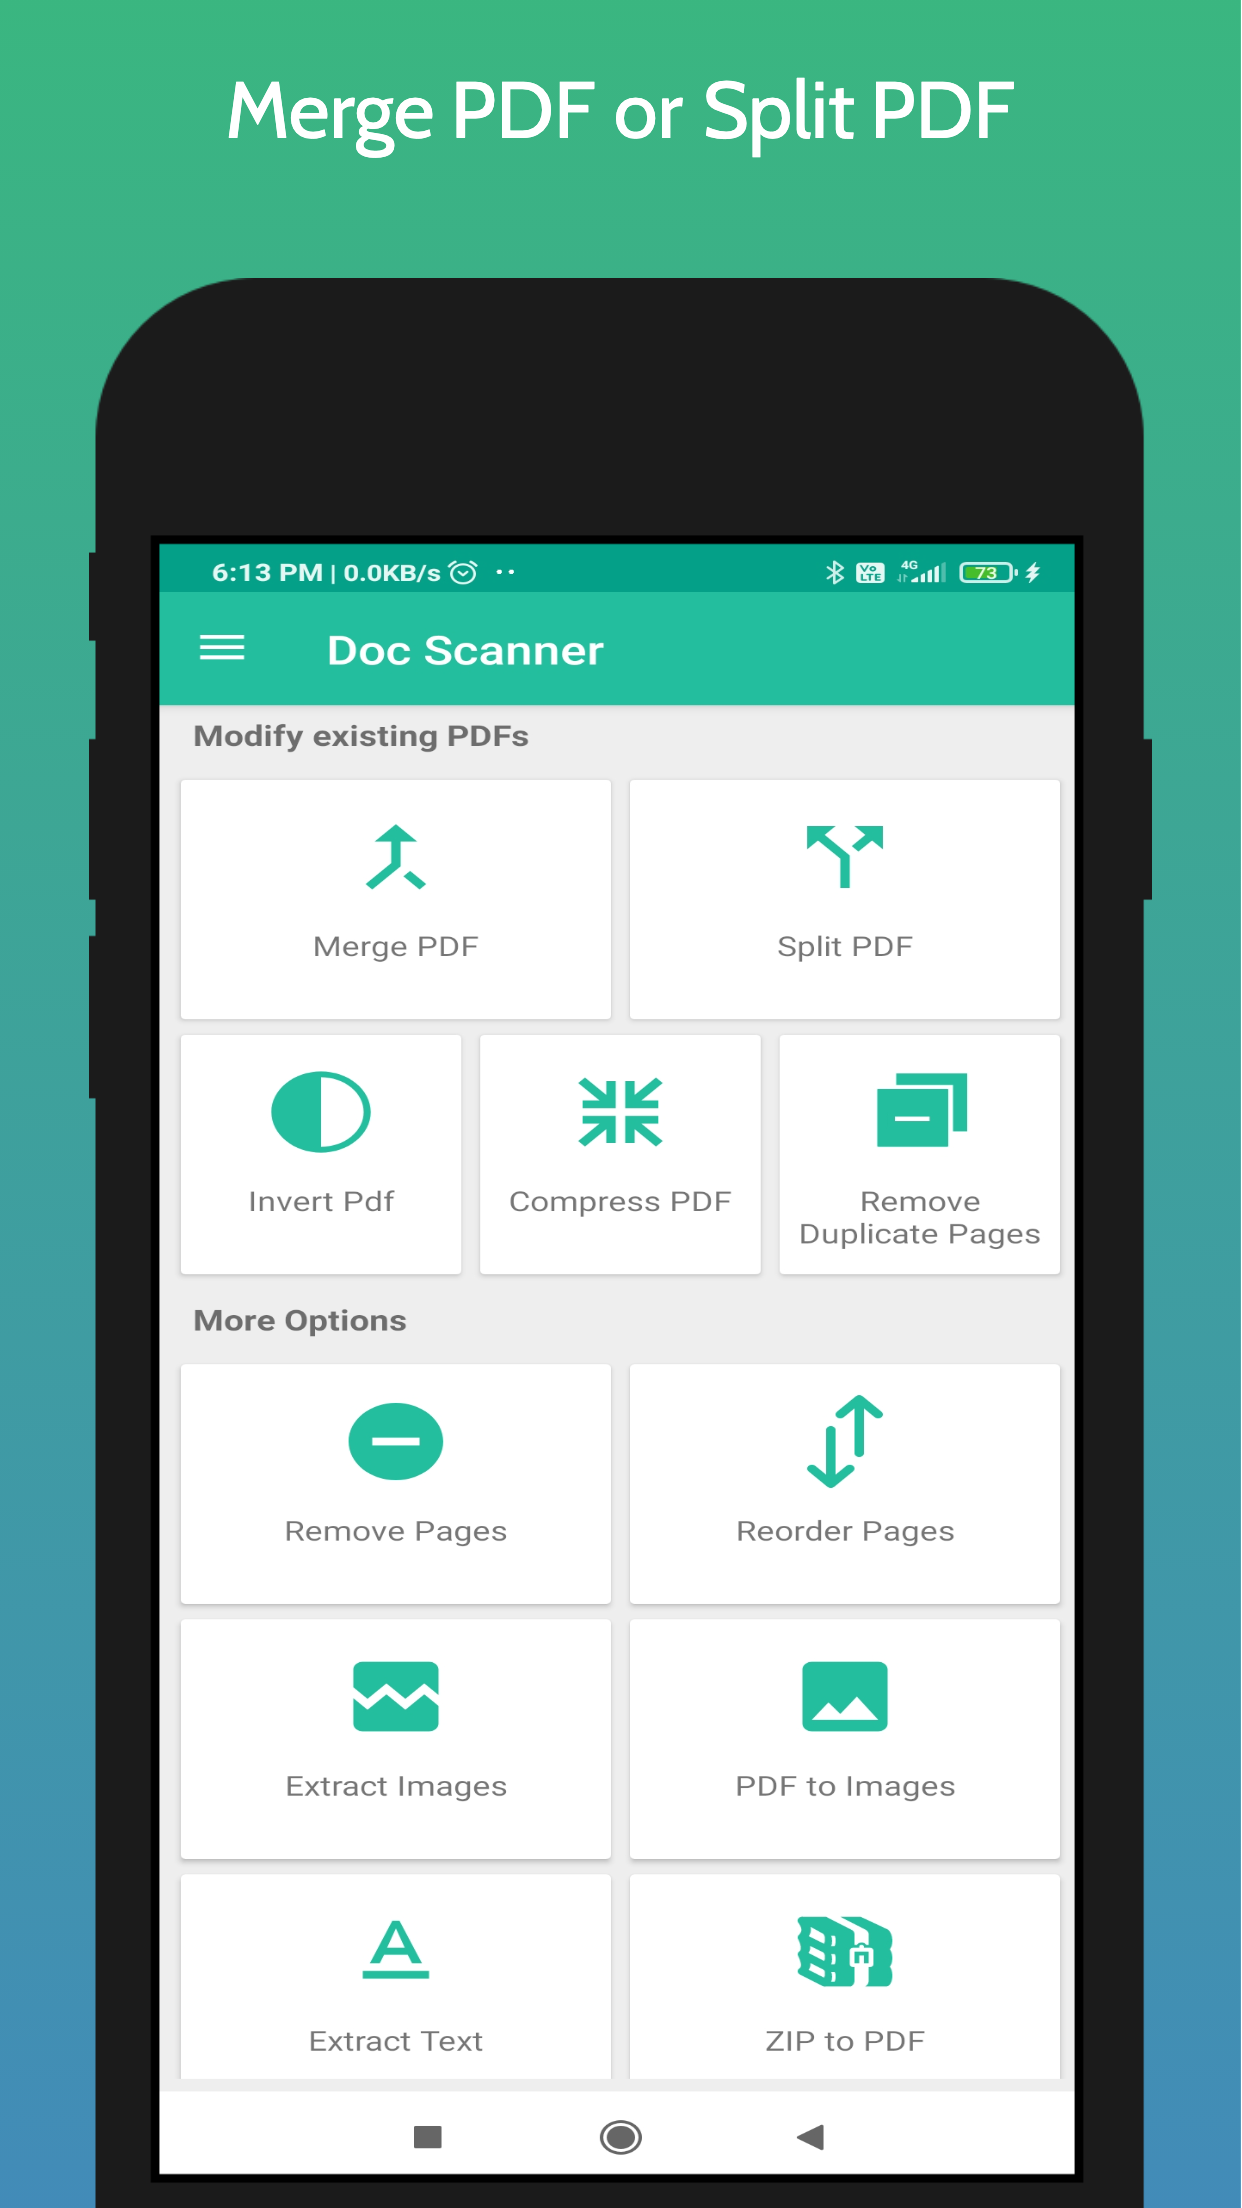 Merge PDF or Split PDF
6:13 PM | 0.0KB/s
Vo LTE 4G 73
Doc Scanner
Modify existing PDFs
Merge PDF
Split PDF
Invert Pdf
Compress PDF
Remove
Duplicate Pages
More Options
Remove Pages
Reorder Pages
Extract Images
PDF to Images
Extract Text
ZIP to PDF